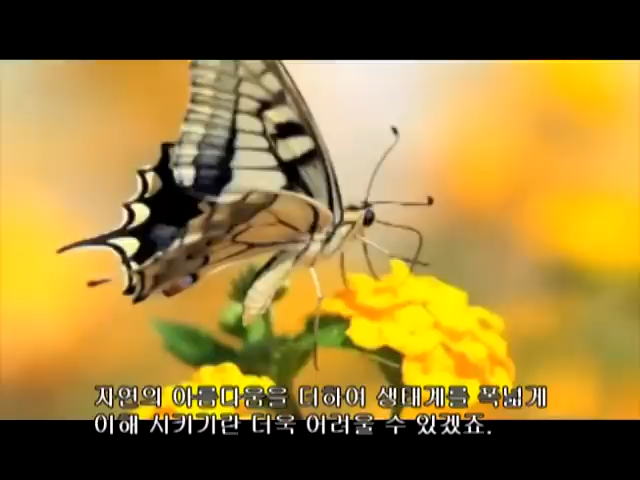 자연의 아름다움을 더하여 생태계를 폭넓게
이해 시키기란 더욱 어려울 수 있겠죠.